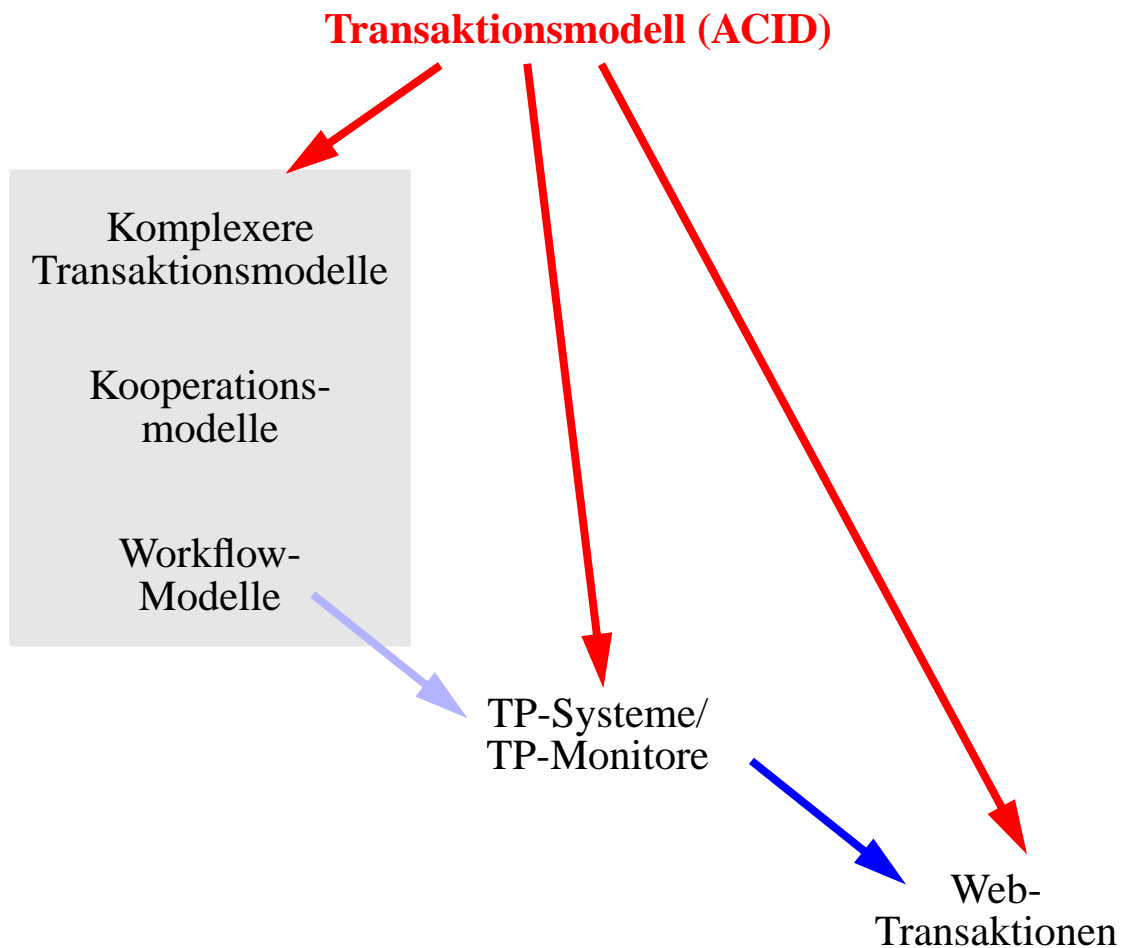 Transaktionsmodell (ACID)
Komplexere
Transaktionsmodelle
Kooperations-
modelle
Workflow-
Modelle
TP-Systeme/
TP-Monitore
Web-
Transaktionen